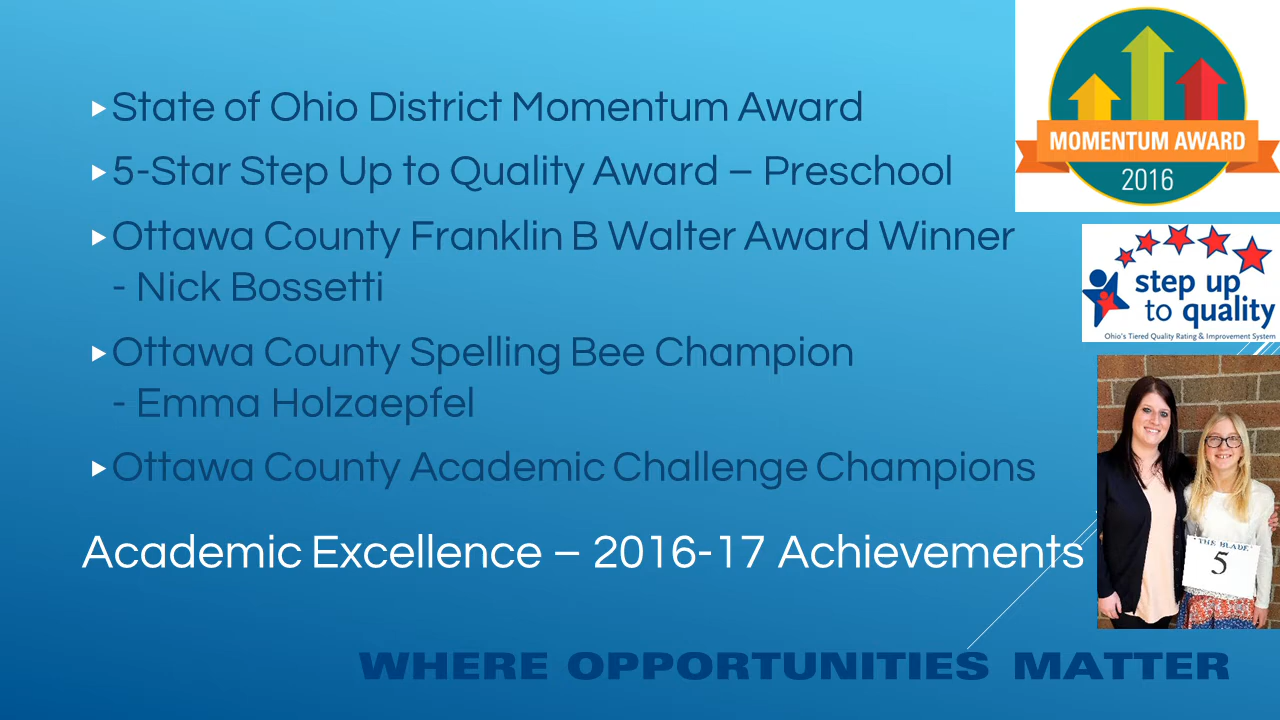 State of Ohio District Momentum Award
5-Star Step Up to Quality Award – Preschool
Ottawa County Franklin B Walter Award Winner
- Nick Bossetti
Ottawa County Spelling Bee Champion
- Emma Holzaepfel
Ottawa County Academic Challenge Champions
Academic Excellence – 2016-17 Achievements
WHERE OPPORTUNITIES MATTER
MOMENTUM AWARD
2016
step up
to quality
Ohio's Tiered Quality Rating & Improvement System
THE BLADE
5